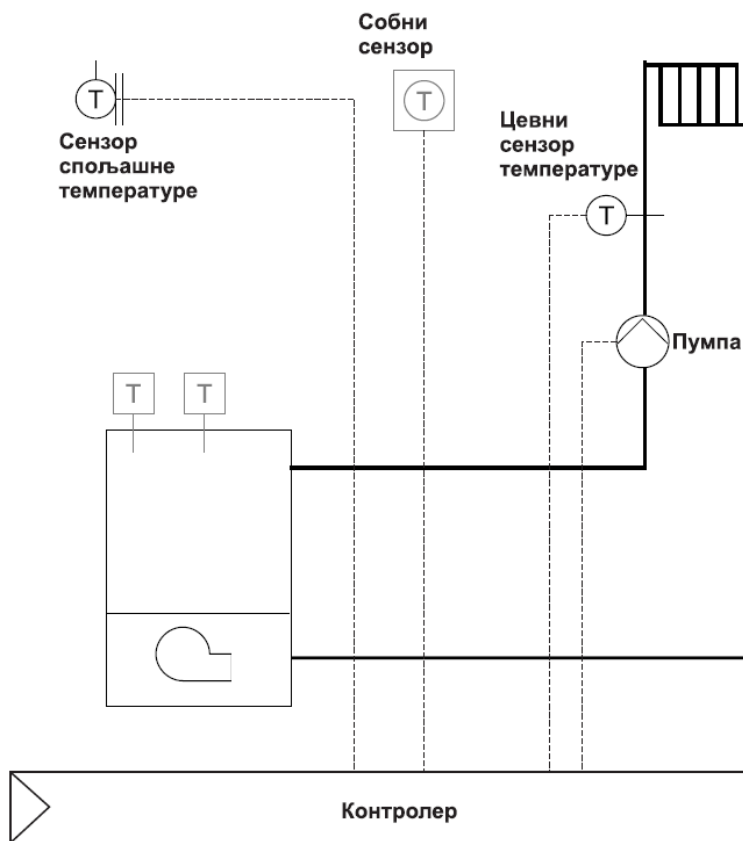 Собни
сензор
T
T
Сензор
спољашне
температуре
Цевни
сензор
температуре
T
Пумпа
T
T
Контролер